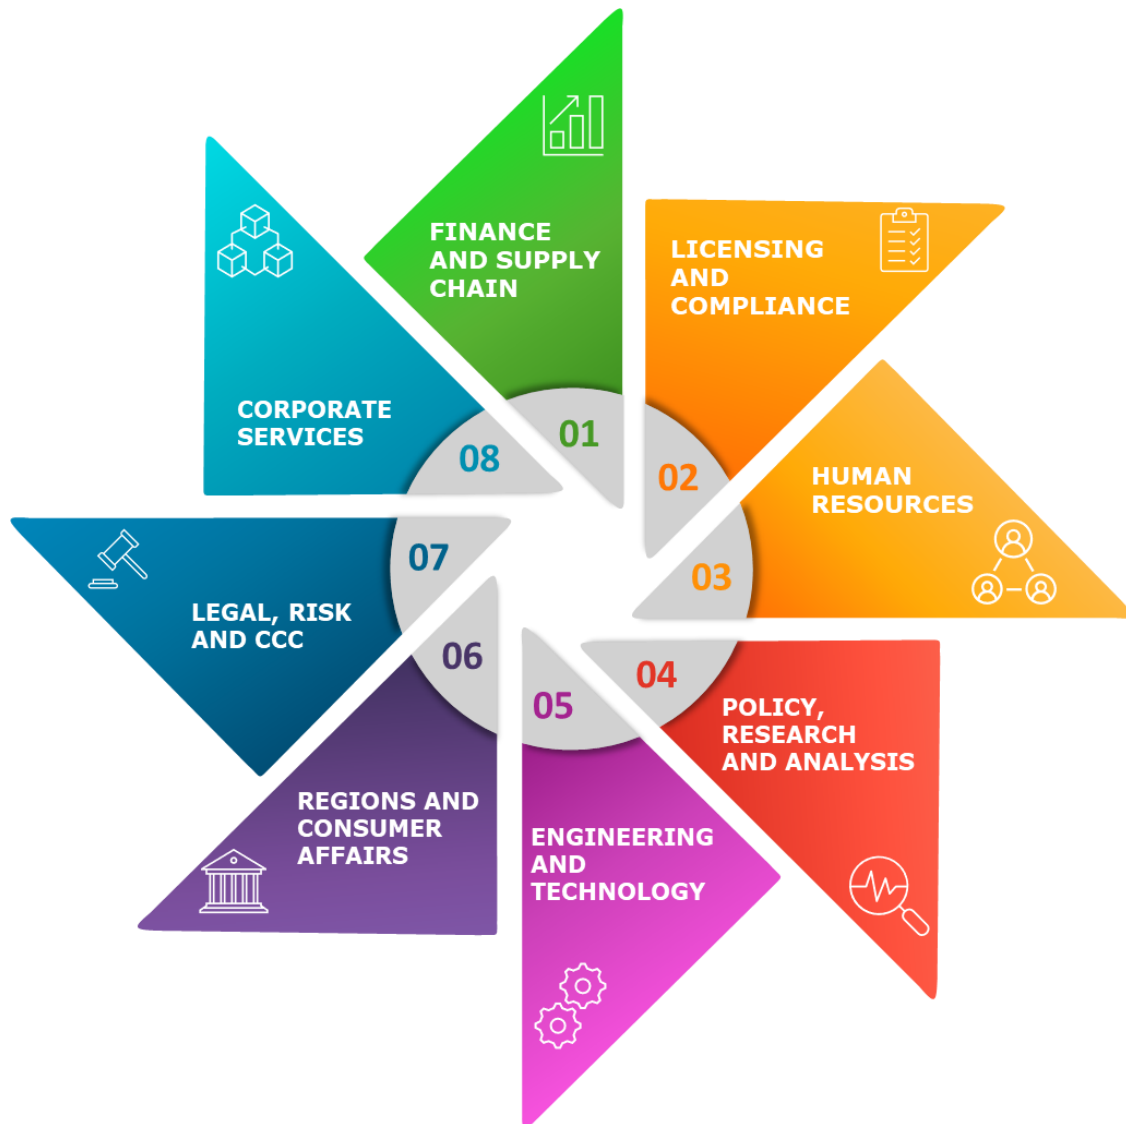 FINANCE
AND SUPPLY
CHAIN
01
LICENSING
AND
COMPLIANCE
02
HUMAN
RESOURCES
03
POLICY,
RESEARCH
AND ANALYSIS
04
ENGINEERING
AND
TECHNOLOGY
05
REGIONS AND
CONSUMER
AFFAIRS
06
LEGAL, RISK
AND CCC
07
CORPORATE
SERVICES
08